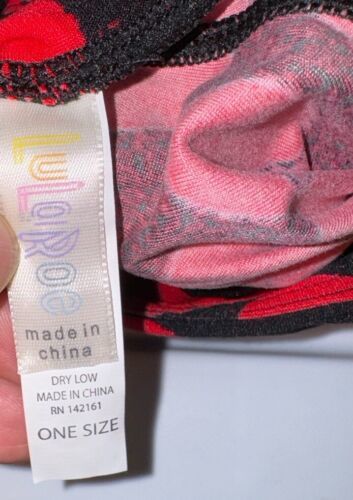 LuLaRoe
made in
china
DRY LOW
MADE IN CHINA
RN 142161
ONE SIZE